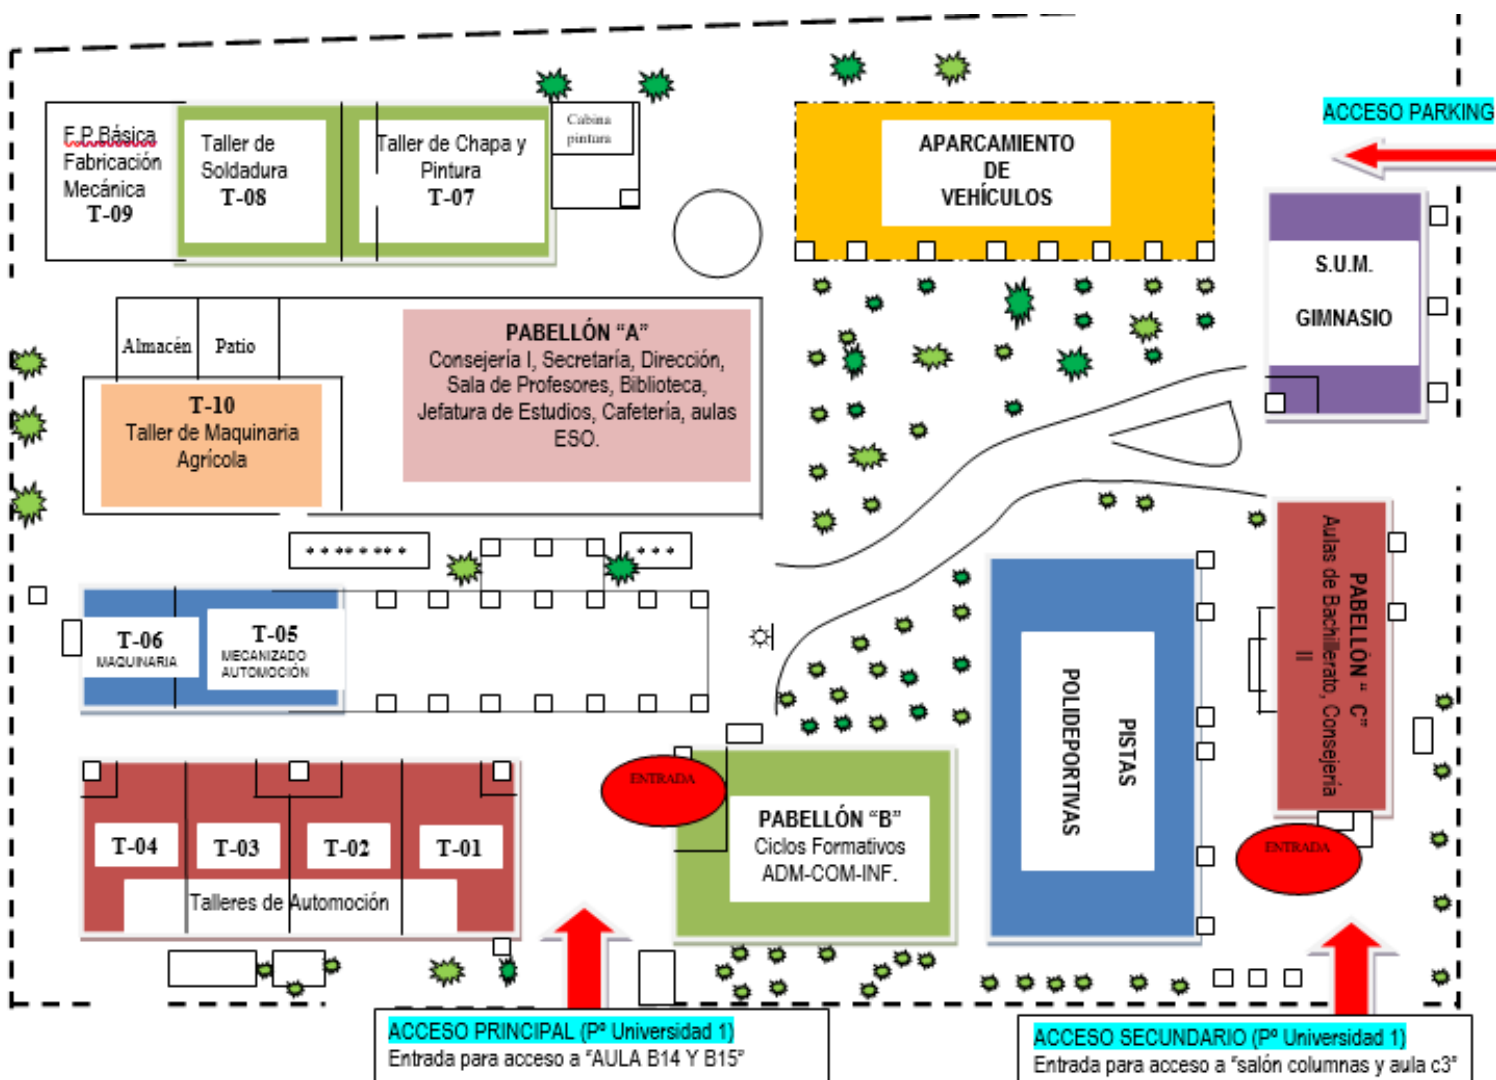 ACCESO PARKING
F.P.Básica
Fabricación
Mecánica
T-09
Taller de
Soldadura
T-08
Taller de Chapa y
Pintura
T-07
Cabina
pintura
APARCAMIENTO
DE
VEHÍCULOS
S.U.M.
GIMNASIO
Almacén
Patio
PABELLÓN “A”
Consejería I, Secretaría, Dirección,
Sala de Profesores, Biblioteca,
Jefatura de Estudios, Cafetería, aulas
ESO.
T-10
Taller de Maquinaria
Agrícola
T-06
MAQUINARIA
T-05
MECANIZADO
AUTOMOCIÓN
PISTAS
POLIDEPORTIVAS
PABELLÓN “ C”
Aulas de Bachillerato, Consejería
II
ENTRADA
T-04
T-03
T-02
T-01
Talleres de Automoción
PABELLÓN “B”
Ciclos Formativos
ADM-COM-INF.
ENTRADA
ACCESO PRINCIPAL (Pº Universidad 1)
Entrada para acceso a “AULA B14 Y B15”
ACCESO SECUNDARIO (Pº Universidad 1)
Entrada para acceso a “salón columnas y aula c3”